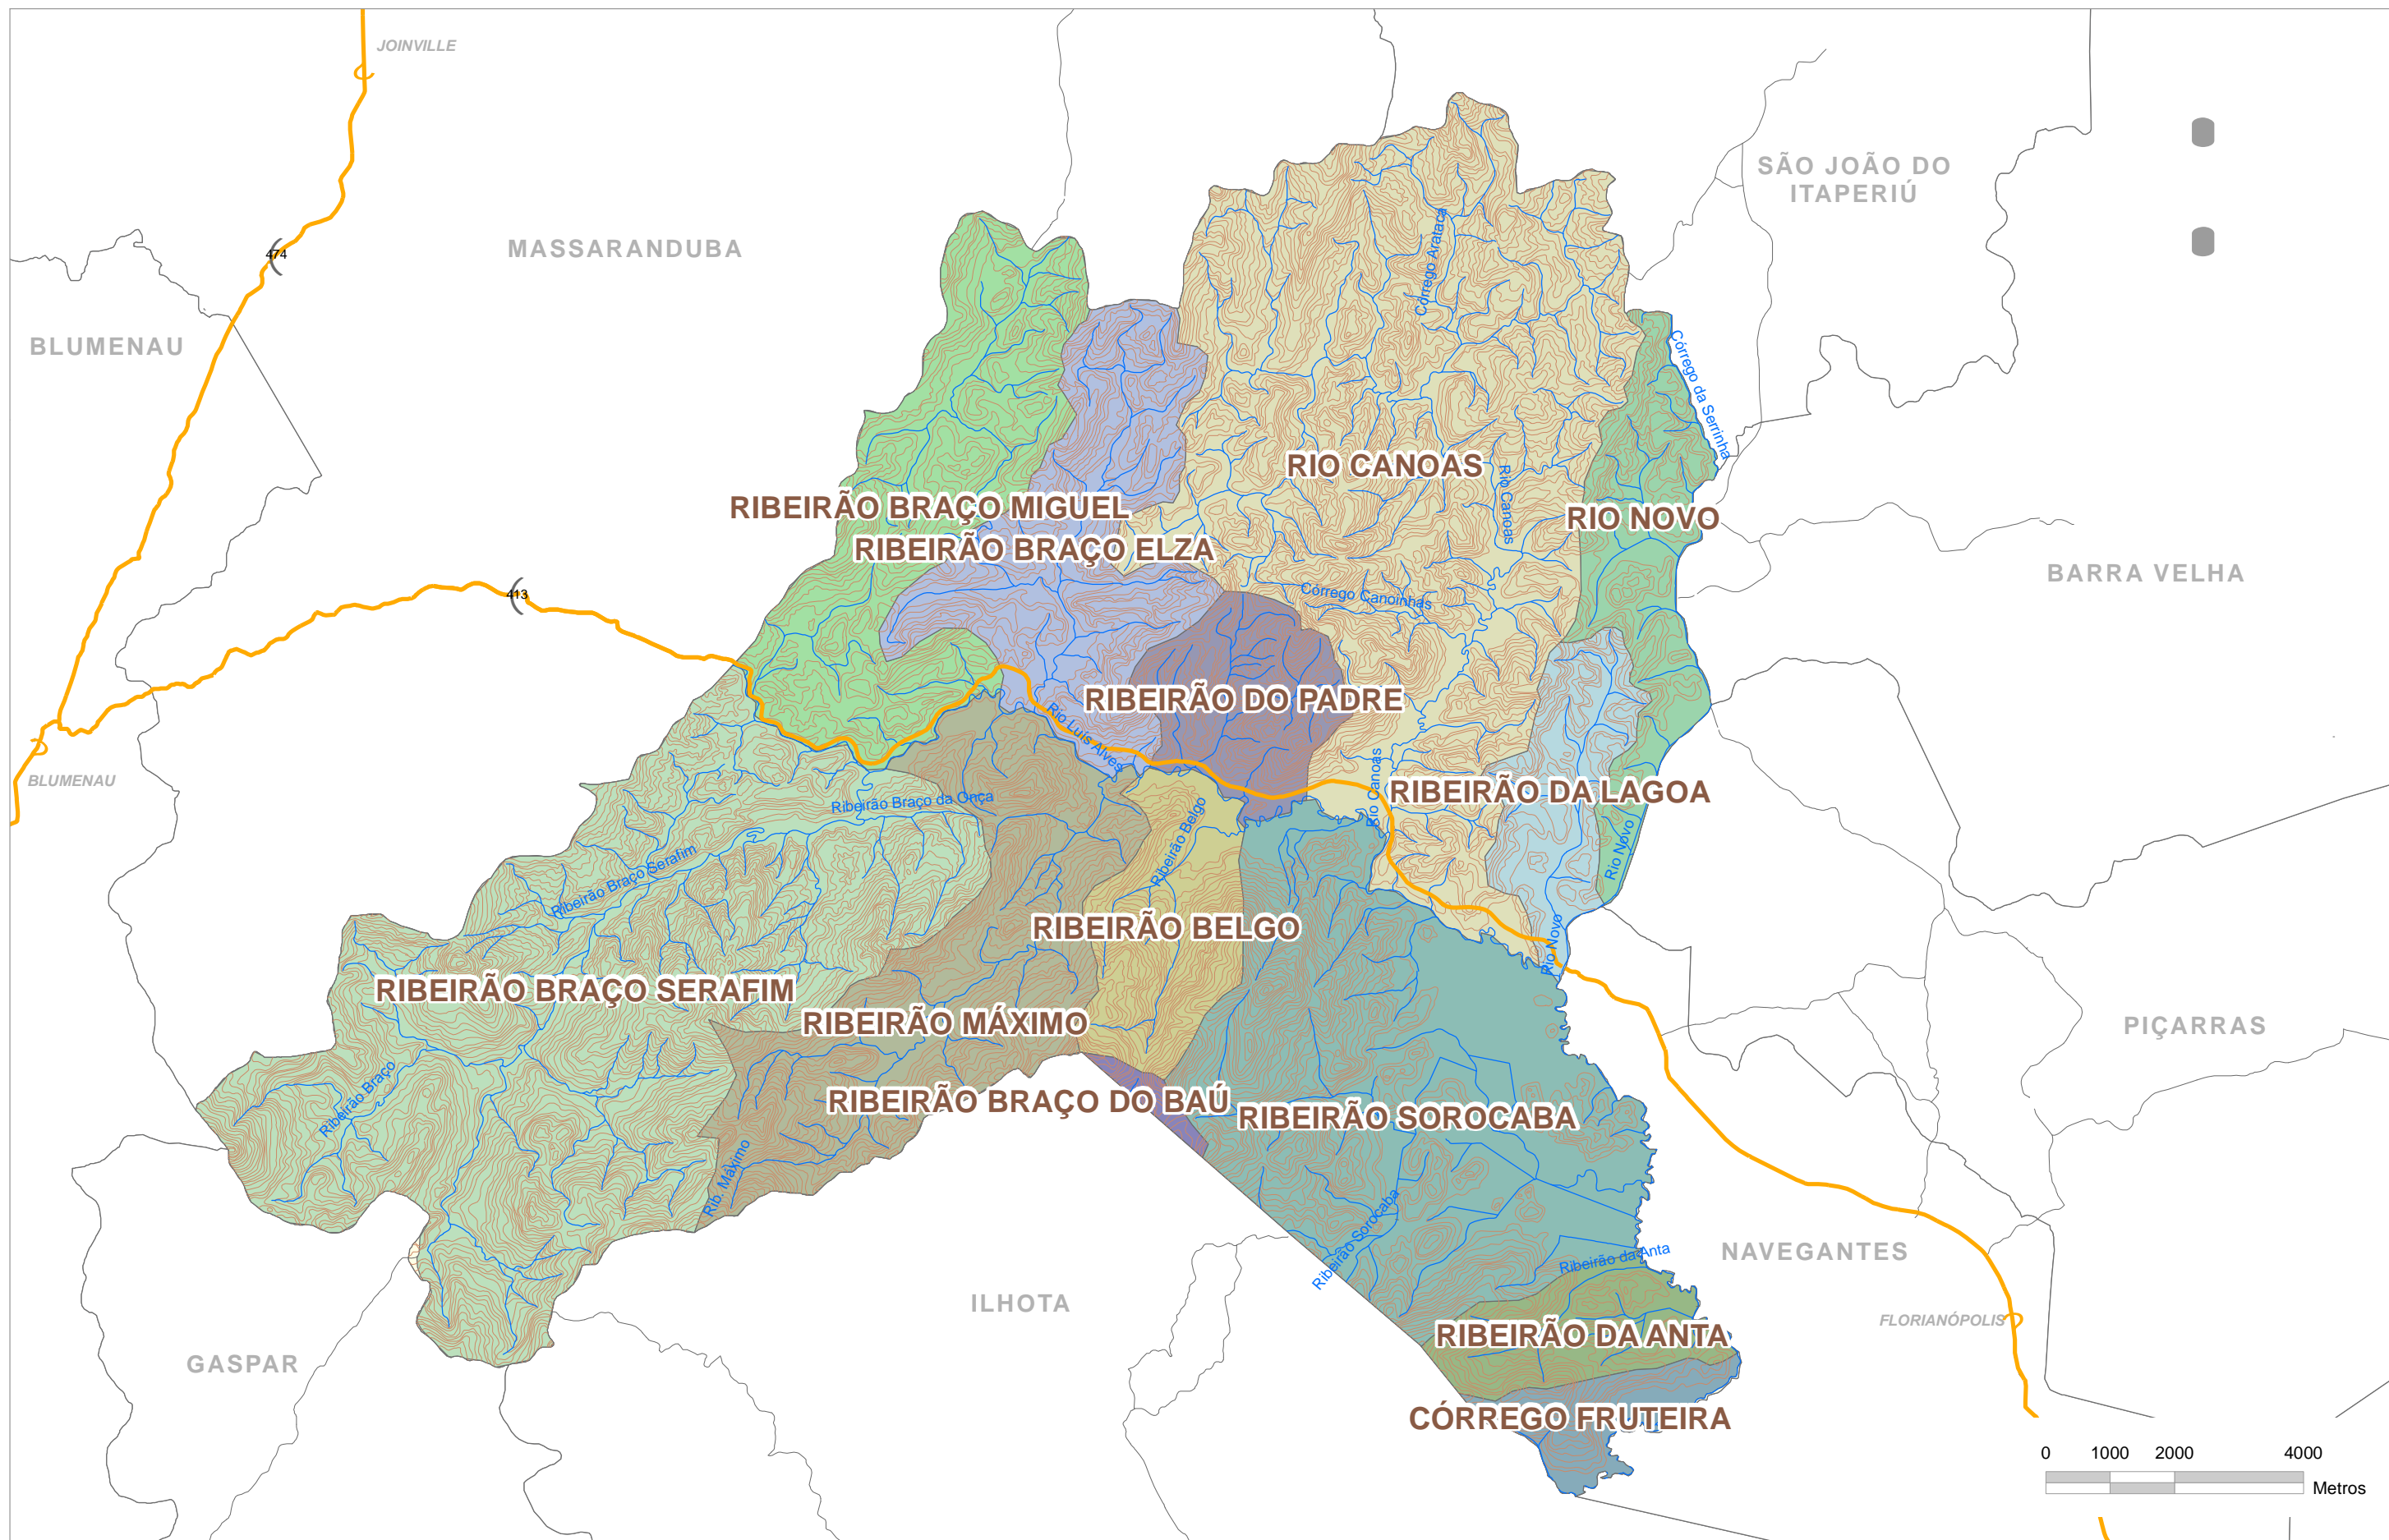 JOINVILLE
SÃO JOÃO DO
ITAPERIÚ
474
MASSARANDUBA
Córrego Arataca
BLUMENAU
Córrego da Serrinha
RIO CANOAS
Rio Canoas
RIBEIRÃO BRAÇO MIGUEL
RIO NOVO
RIBEIRÃO BRAÇO ELZA
BARRA VELHA
413
Córrego Canoinhas
RIBEIRÃO DO PADRE
Rio Luis Alves
BLUMENAU
Rio Canoas
RIBEIRÃO DA LAGOA
Ribeirão Braço da Onça
Ribeirão Belgo
Rio Novo
Ribeirão Braço Serafim
RIBEIRÃO BELGO
Rio Novo
RIBEIRÃO BRAÇO SERAFIM
RIBEIRÃO MÁXIMO
PIÇARRAS
Ribeirão Braço
RIBEIRÃO BRAÇO DO BAÚ
RIBEIRÃO SOROCABA
Rib. Máximo
Ribeirão Sorocaba
Ribeirão da Anta
NAVEGANTES
ILHOTA
FLORIANÓPOLIS
RIBEIRÃO DA ANTA
GASPAR
CÓRREGO FRUTEIRA
0 1000 2000 4000
Metros